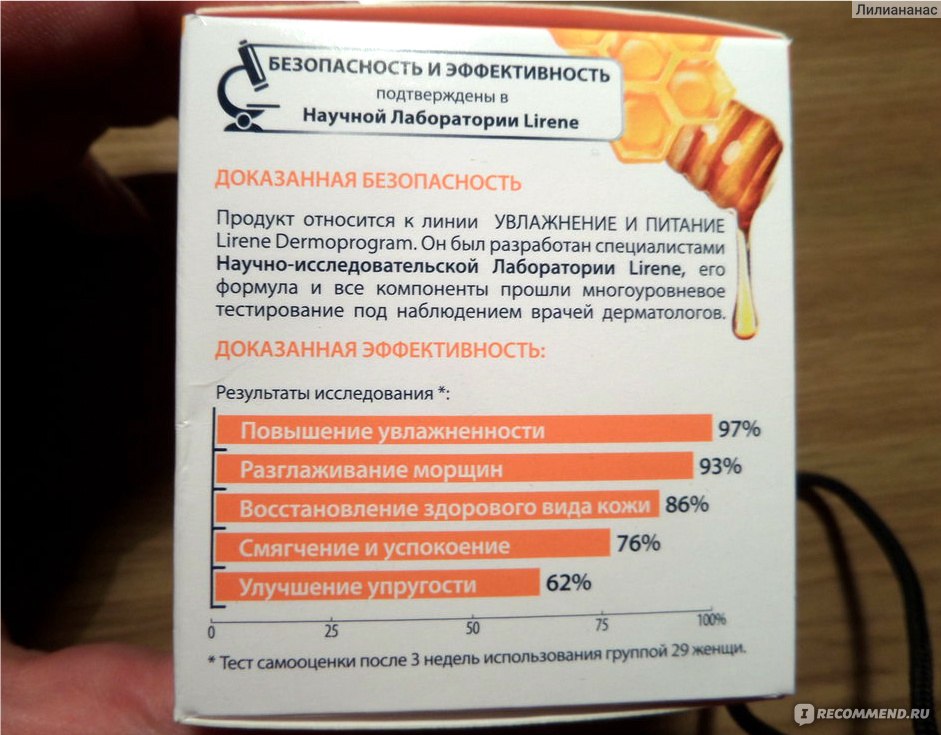 Лилиананас
БЕЗОПАСНОСТЬ И ЭФФЕКТИВНОСТЬ
подтверждены в
Научной Лаборатории Lirene
ДОКАЗАННАЯ БЕЗОПАСНОСТЬ
Продукт относится к линии УВЛАЖНЕНИЕ И ПИТАНИЕ
Lirene Dermoprogram. Он был разработан специалистами
Научно-исследовательской Лаборатории Lirene, его
формула и все компоненты прошли многоуровневое
тестирование под наблюдением врачей дерматологов.
ДОКАЗАННАЯ ЭФФЕКТИВНОСТЬ:
Результаты исследования *:
Повышение увлажненности 97%
Разглаживание морщин 93%
Восстановление здорового вида кожи 86%
Смягчение и успокоение 76%
Улучшение упругости 62%
0 25 50 75 100%
* Тест самооценки после 3 недель использования группой 29 женщи.
IRECOMMEND.RU